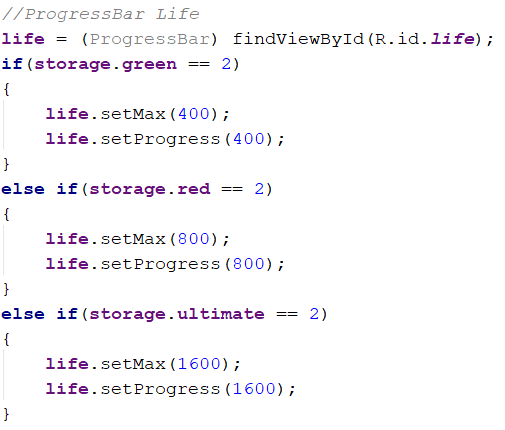 //ProgressBar Life
life = (ProgressBar) findViewById(R.id.life);
if(storage.green == 2)
{
    life.setMax(400);
    life.setProgress(400);
}
else if(storage.red == 2)
{
    life.setMax(800);
    life.setProgress(800);
}
else if(storage.ultimate == 2)
{
    life.setMax(1600);
    life.setProgress(1600);
}